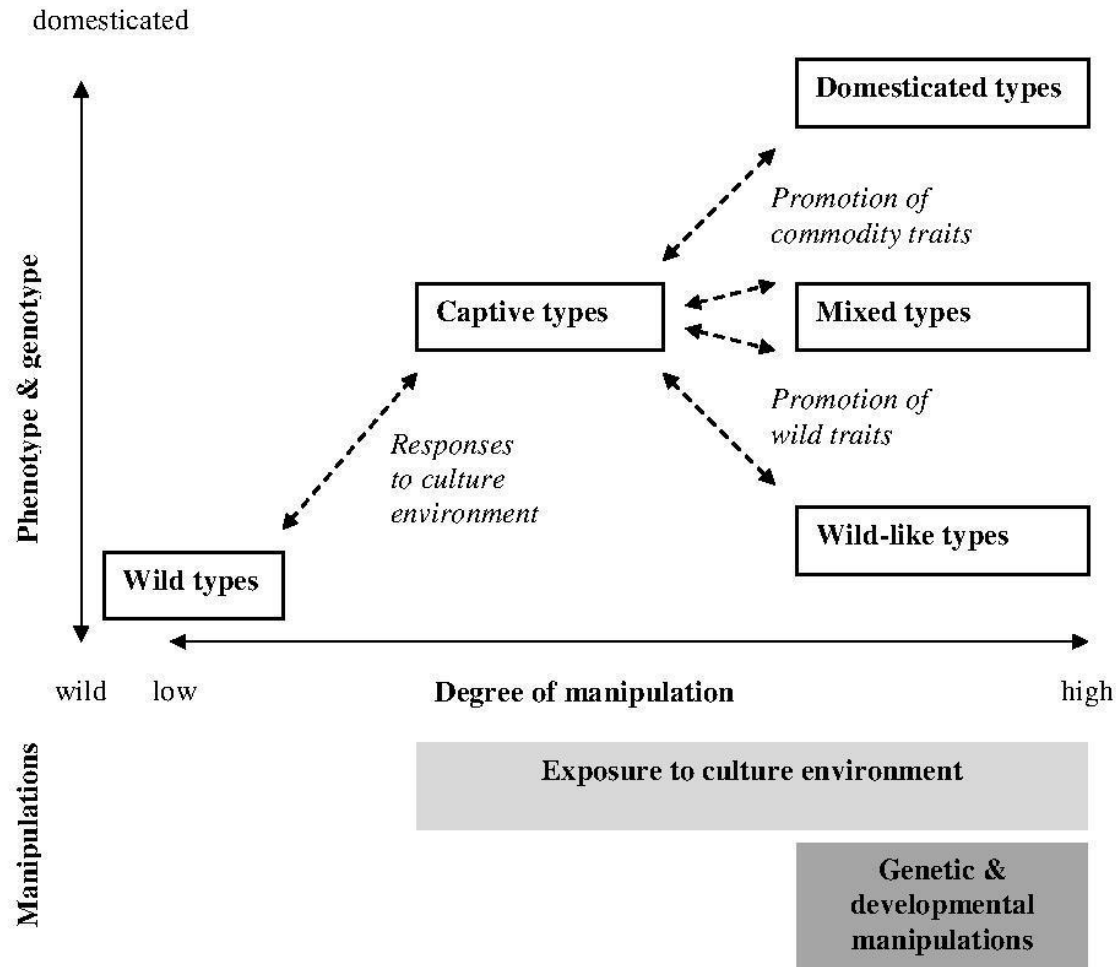 domesticated
Domesticated types
Promotion of
commodity traits
Phenotype & genotype
Captive types
Mixed types
Promotion of
wild traits
Responses
to culture
environment
Wild-like types
Wild types
wild
low
Degree of manipulation
high
Manipulations
Exposure to culture environment
Genetic &
developmental
manipulations